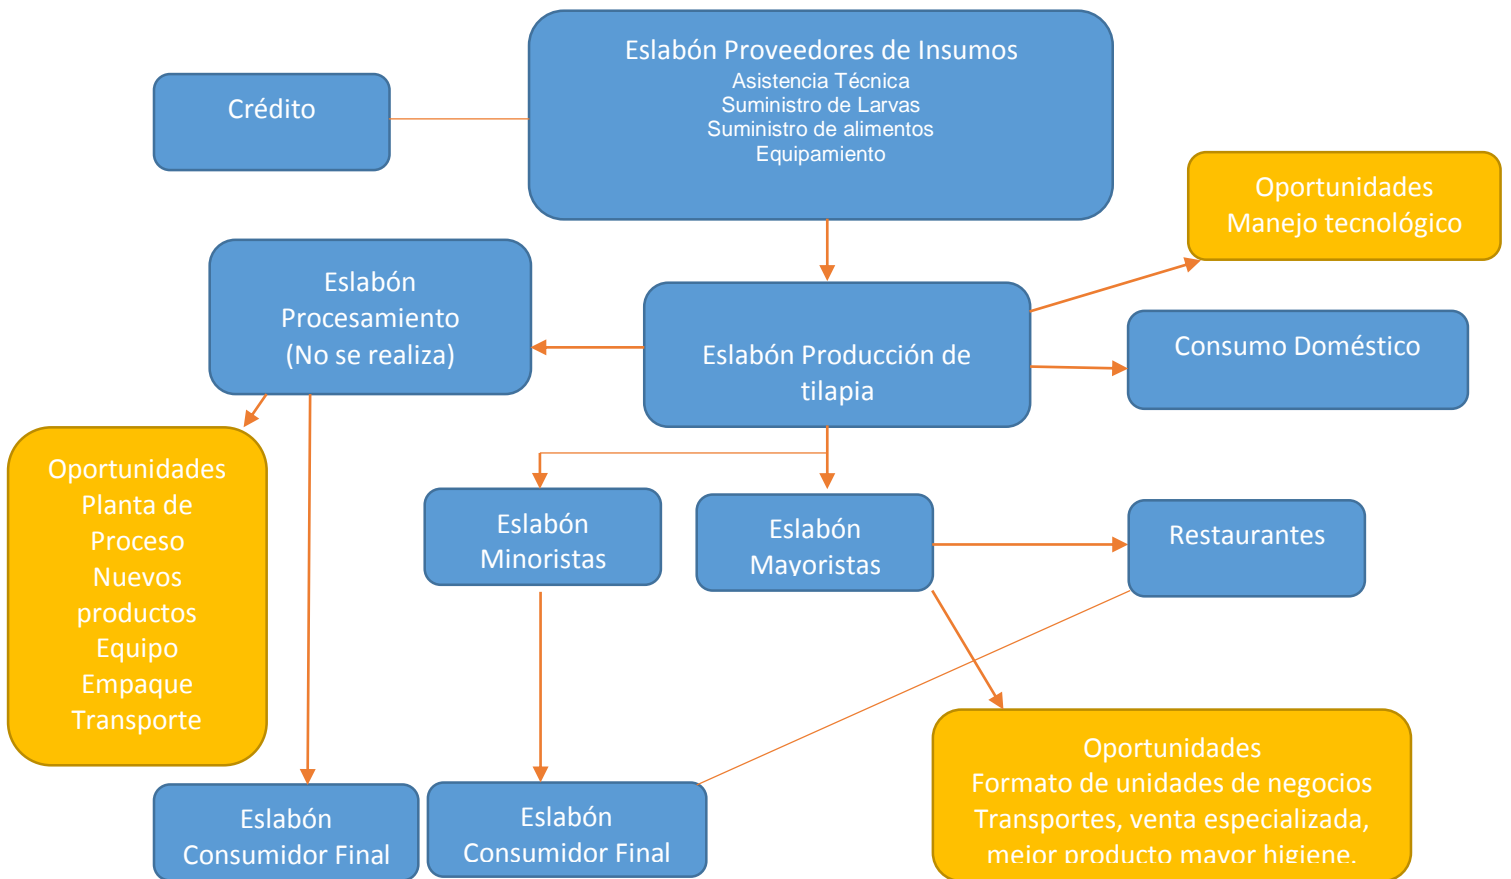 Eslabón Proveedores de Insumos
Asistencia Técnica
Suministro de Larvas
Suministro de alimentos
Equipamiento
Crédito
Oportunidades
Manejo tecnológico
Eslabón
Procesamiento
(No se realiza)
Eslabón Producción de
tilapia
Consumo Doméstico
Oportunidades
Planta de
Proceso
Nuevos
productos
Equipo
Empaque
Transporte
Eslabón
Minoristas
Eslabón
Mayoristas
Restaurantes
Oportunidades
Formato de unidades de negocios
Transportes, venta especializada,
mejor producto mayor higiene.
Eslabón
Consumidor Final
Eslabón
Consumidor Final